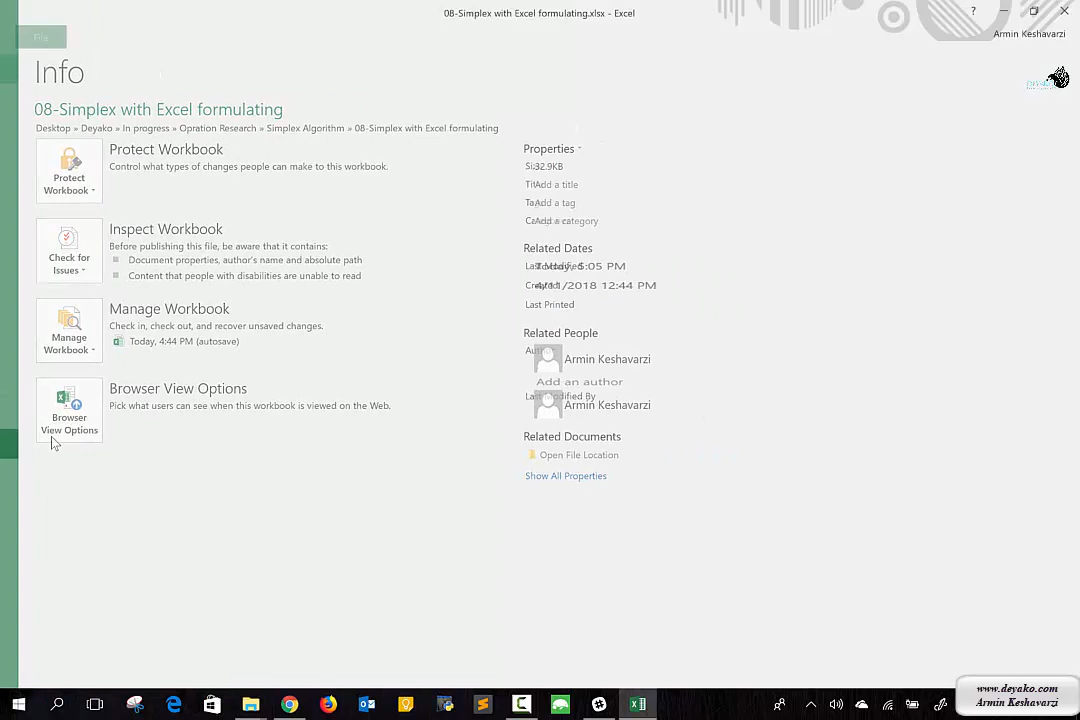 08-Simplex with Excel formulating.xlsx - Excel
?
File
Armin Keshavarzi
Info
08-Simplex with Excel formulating
Desktop » Deyako » In progress » Opration Research » Simplex Algorithm » 08-Simplex with Excel formulating
Protect Workbook
Control what types of changes people can make to this workbook.
Protect
Workbook
Inspect Workbook
Before publishing this file, be aware that it contains:
Document properties, author's name and absolute path
Content that people with disabilities are unable to read
Check for
Issues
Manage Workbook
Check in, check out, and recover unsaved changes.
Today, 4:44 PM (autosave)
Manage
Workbook
Browser View Options
Pick what users can see when this workbook is viewed on the Web.
Browser
View Options
Properties
32.9KB
Add a title
Add a tag
Add a category
Related Dates
5:05 PM
4/11/2018 12:44 PM
Last Printed
Related People
Armin Keshavarzi
Add an author
Last Modified By
Armin Keshavarzi
Related Documents
Open File Location
Show All Properties
www.deyako.com
Armin Keshavarzi